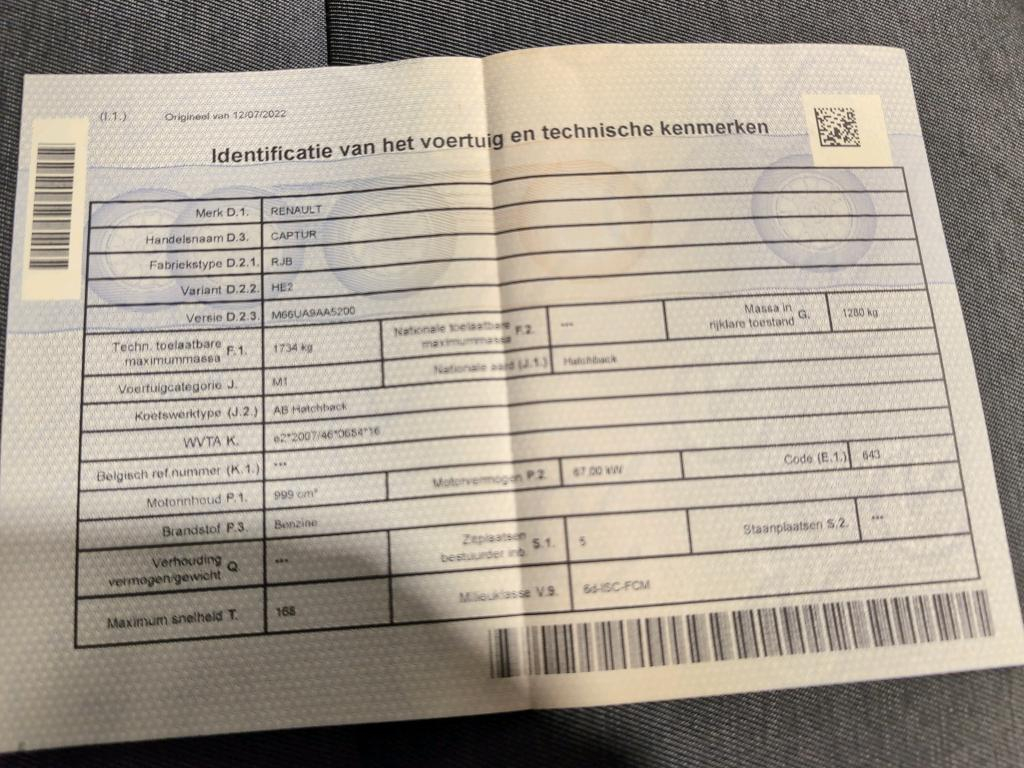 (I.1.) Origineel van 12/07/2022
Identificatie van het voertuig en technische kenmerken
Merk D.1. RENAULT
Handelsnaam D.3. CAPTUR
Fabriekstype D.2.1. RJB
Variant D.2.2. HE2
Versie D.2.3. M66UA9AA5200
Techn. toelaatbare maximummassa F.1. 1734 kg Nationale toelaatbare maximummassa F.2. *** Massa in rijklare toestand G. 1280 kg
Voertuigcategorie J. M1 Nationale aard (J.1.) Hatchback
Koetswerktype (J.2.) AB Hatchback
WVTA K. e2*2007/46*0684*16
Belgisch ref.nummer (K.1.) ***
Motorinhoud P.1. 999 cm³ Motorvermogen P.2. 67,00 kW Code (E.1.) 643
Brandstof P.3. Benzine
Verhouding vermogen/gewicht Q *** Zitplaatsen bestuurder inb. S.1. 5 Staanplaatsen S.2. ***
Maximum snelheid T. 168 Milieuklasse V.9. 6d-ISC-FCM